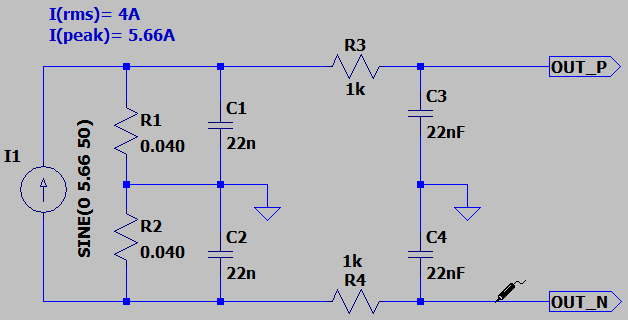 I(rms)= 4A
I(peak)= 5.66A
R3
1k
OUT_P
C1
22n
C3
22nF
R1
0.040
I1
SINE(0 5.66 50)
R2
0.040
C2
22n
C4
22nF
1k
R4
OUT_N